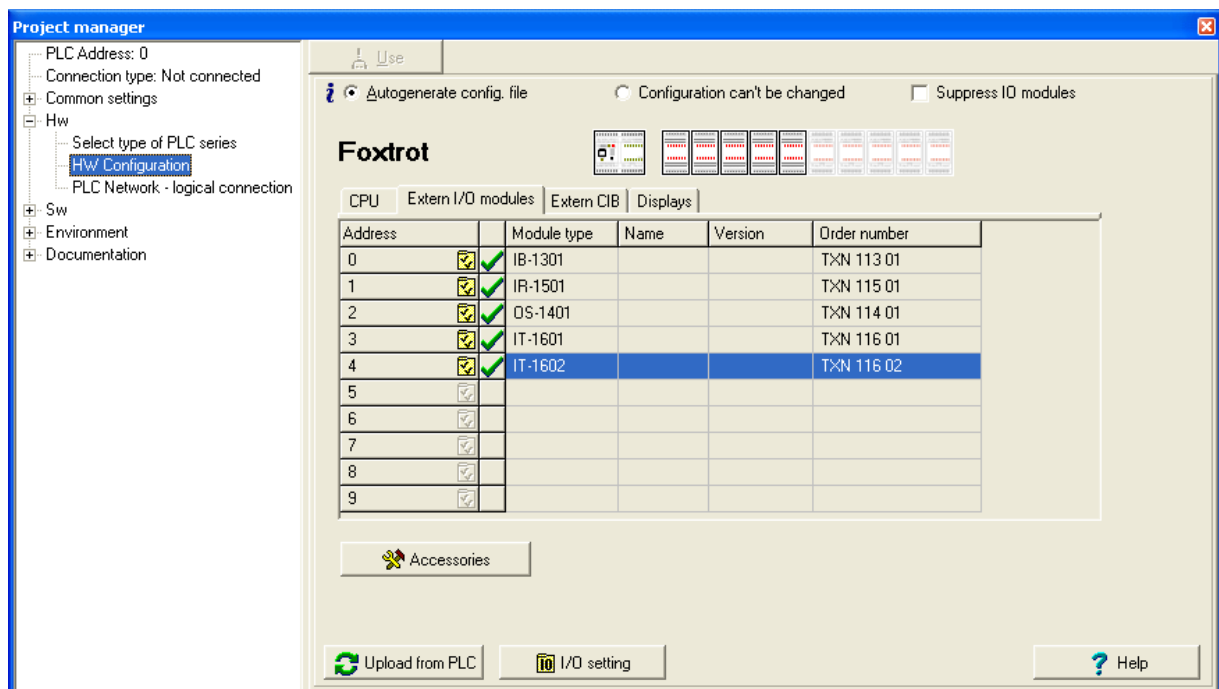 Project manager
PLC Address: 0
Connection type: Not connected
Common settings
Hw
Select type of PLC series
HW Configuration
PLC Network - logical connection
Sw
Environment
Documentation
Use
Autogenerate config. file Configuration can't be changed Suppress IO modules
Foxtrot
CPU Extern I/O modules Extern CIB Displays
Address Module type Name Version Order number
0 IB-1301 TXN 113 01
1 IR-1501 TXN 115 01
2 OS-1401 TXN 114 01
3 IT-1601 TXN 116 01
4 IT-1602 TXN 116 02
5
6
7
8
9
Accessories
Upload from PLC IO I/O setting ? Help